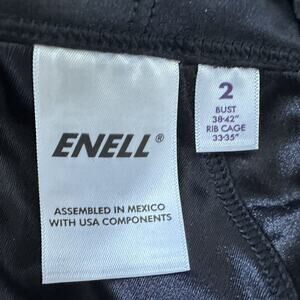 ENELL®
ASSEMBLED IN MEXICO
WITH USA COMPONENTS
2
BUST
38-42"
RIB CAGE
33-35"